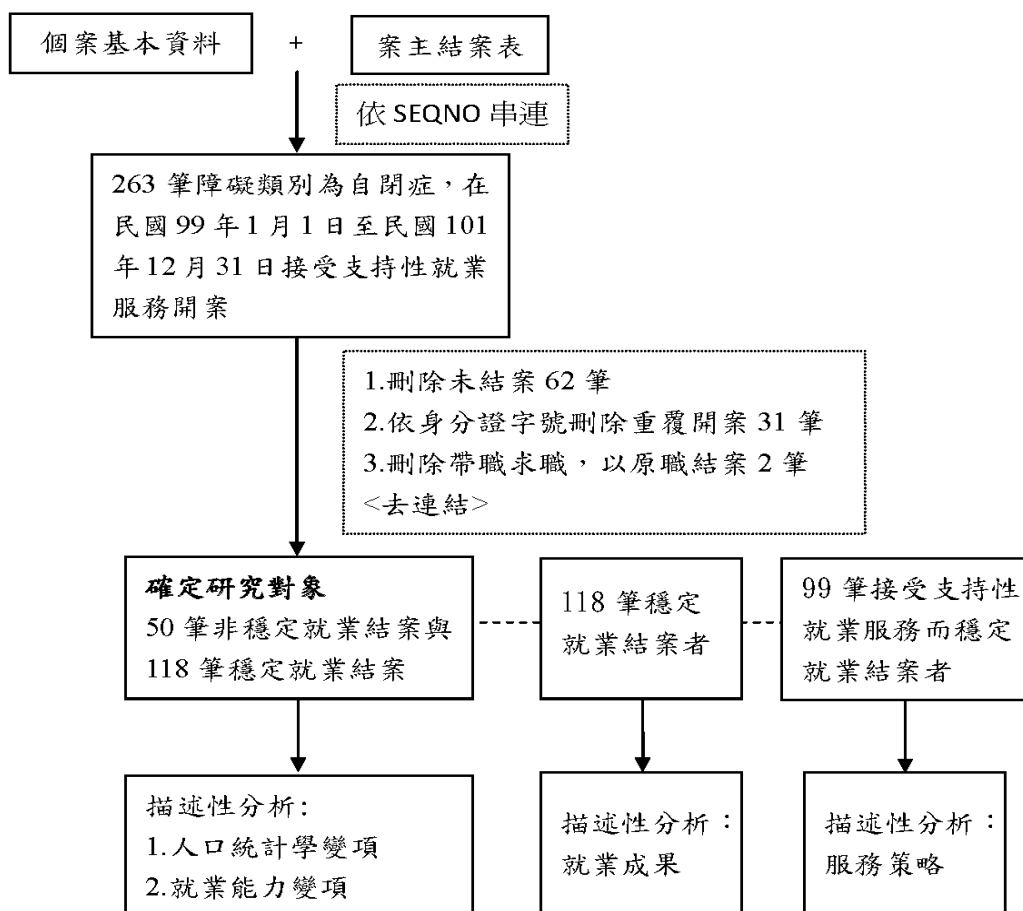 個案基本資料
+
案主結案表
依 SEQNO 串連
263 筆障礙類別為自閉症，在
民國 99 年 1 月 1 日至民國 101
年 12 月 31 日接受支持性就業
服務開案
1.刪除未結案 62 筆
2.依身分證字號刪除重覆開案 31 筆
3.刪除帶職求職，以原職結案 2 筆
<去連結>
確定研究對象
50 筆非穩定就業結案與
118 筆穩定就業結案
118 筆穩定
就業結案者
99 筆接受支持性
就業服務而穩定
就業結案者
描述性分析:
1.人口統計學變項
2.就業能力變項
描述性分析：
就業成果
描述性分析：
服務策略